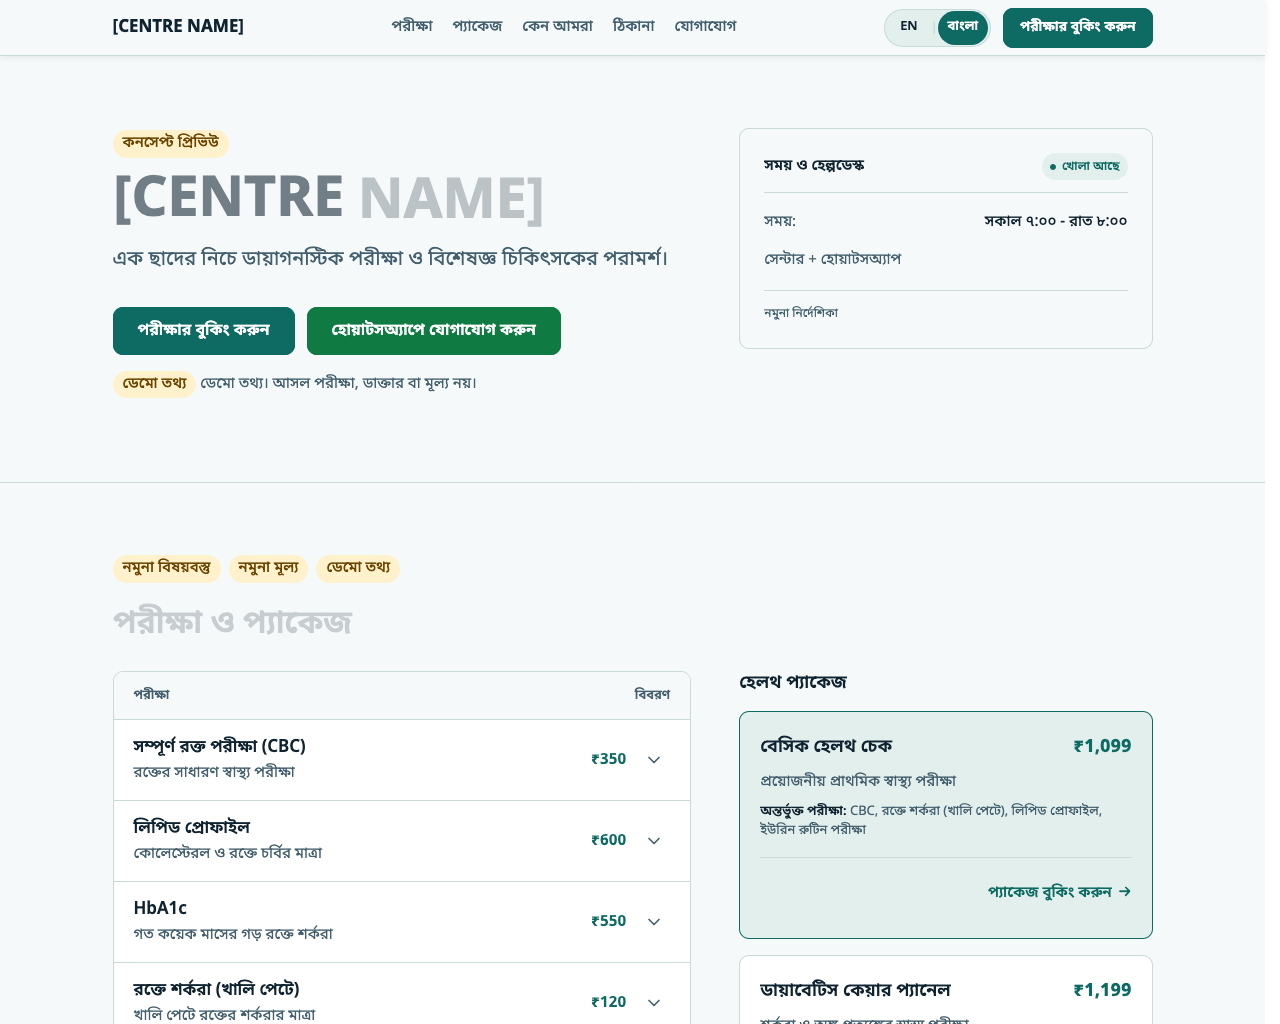 [CENTRE NAME]
পরীক্ষা প্যাকেজ কেন আমরা ঠিকানা যোগাযোগ
EN বাংলা
পরীক্ষার বুকিং করুন
কনসেপ্ট প্রিভিউ
[CENTRE NAME]
এক ছাদের নিচে ডায়াগনস্টিক পরীক্ষা ও বিশেষজ্ঞ চিকিৎসকের পরামর্শ।
পরীক্ষার বুকিং করুন
হোয়াটসঅ্যাপে যোগাযোগ করুন
ডেমো তথ্য ডেমো তথ্য। আসল পরীক্ষা, ডাক্তার বা মূল্য নয়।
সময় ও হেল্পডেস্ক
খোলা আছে
সময়: সকাল ৭:০০ - রাত ৮:০০
সেন্টার + হোয়াটসঅ্যাপ
নমুনা নির্দেশিকা
নমুনা বিষয়বস্তু নমুনা মূল্য ডেমো তথ্য
পরীক্ষা ও প্যাকেজ
পরীক্ষা বিবরণ
সম্পূর্ণ রক্ত পরীক্ষা (CBC)
রক্তের সাধারণ স্বাস্থ্য পরীক্ষা
₹350
লিপিড প্রোফাইল
কোলেস্টেরল ও রক্তে চর্বির মাত্রা
₹600
HbA1c
গত কয়েক মাসের গড় রক্তে শর্করা
₹550
রক্তে শর্করা (খালি পেটে)
খালি পেটে রক্তের শর্করার মাত্রা
₹120
হেলথ প্যাকেজ
বেসিক হেলথ চেক ₹1,099
প্রয়োজনীয় প্রাথমিক স্বাস্থ্য পরীক্ষা
অন্তর্ভুক্ত পরীক্ষা: CBC, রক্তে শর্করা (খালি পেটে), লিপিড প্রোফাইল,
ইউরিন রুটিন পরীক্ষা
প্যাকেজ বুকিং করুন →
ডায়াবেটিস কেয়ার প্যানেল ₹1,199